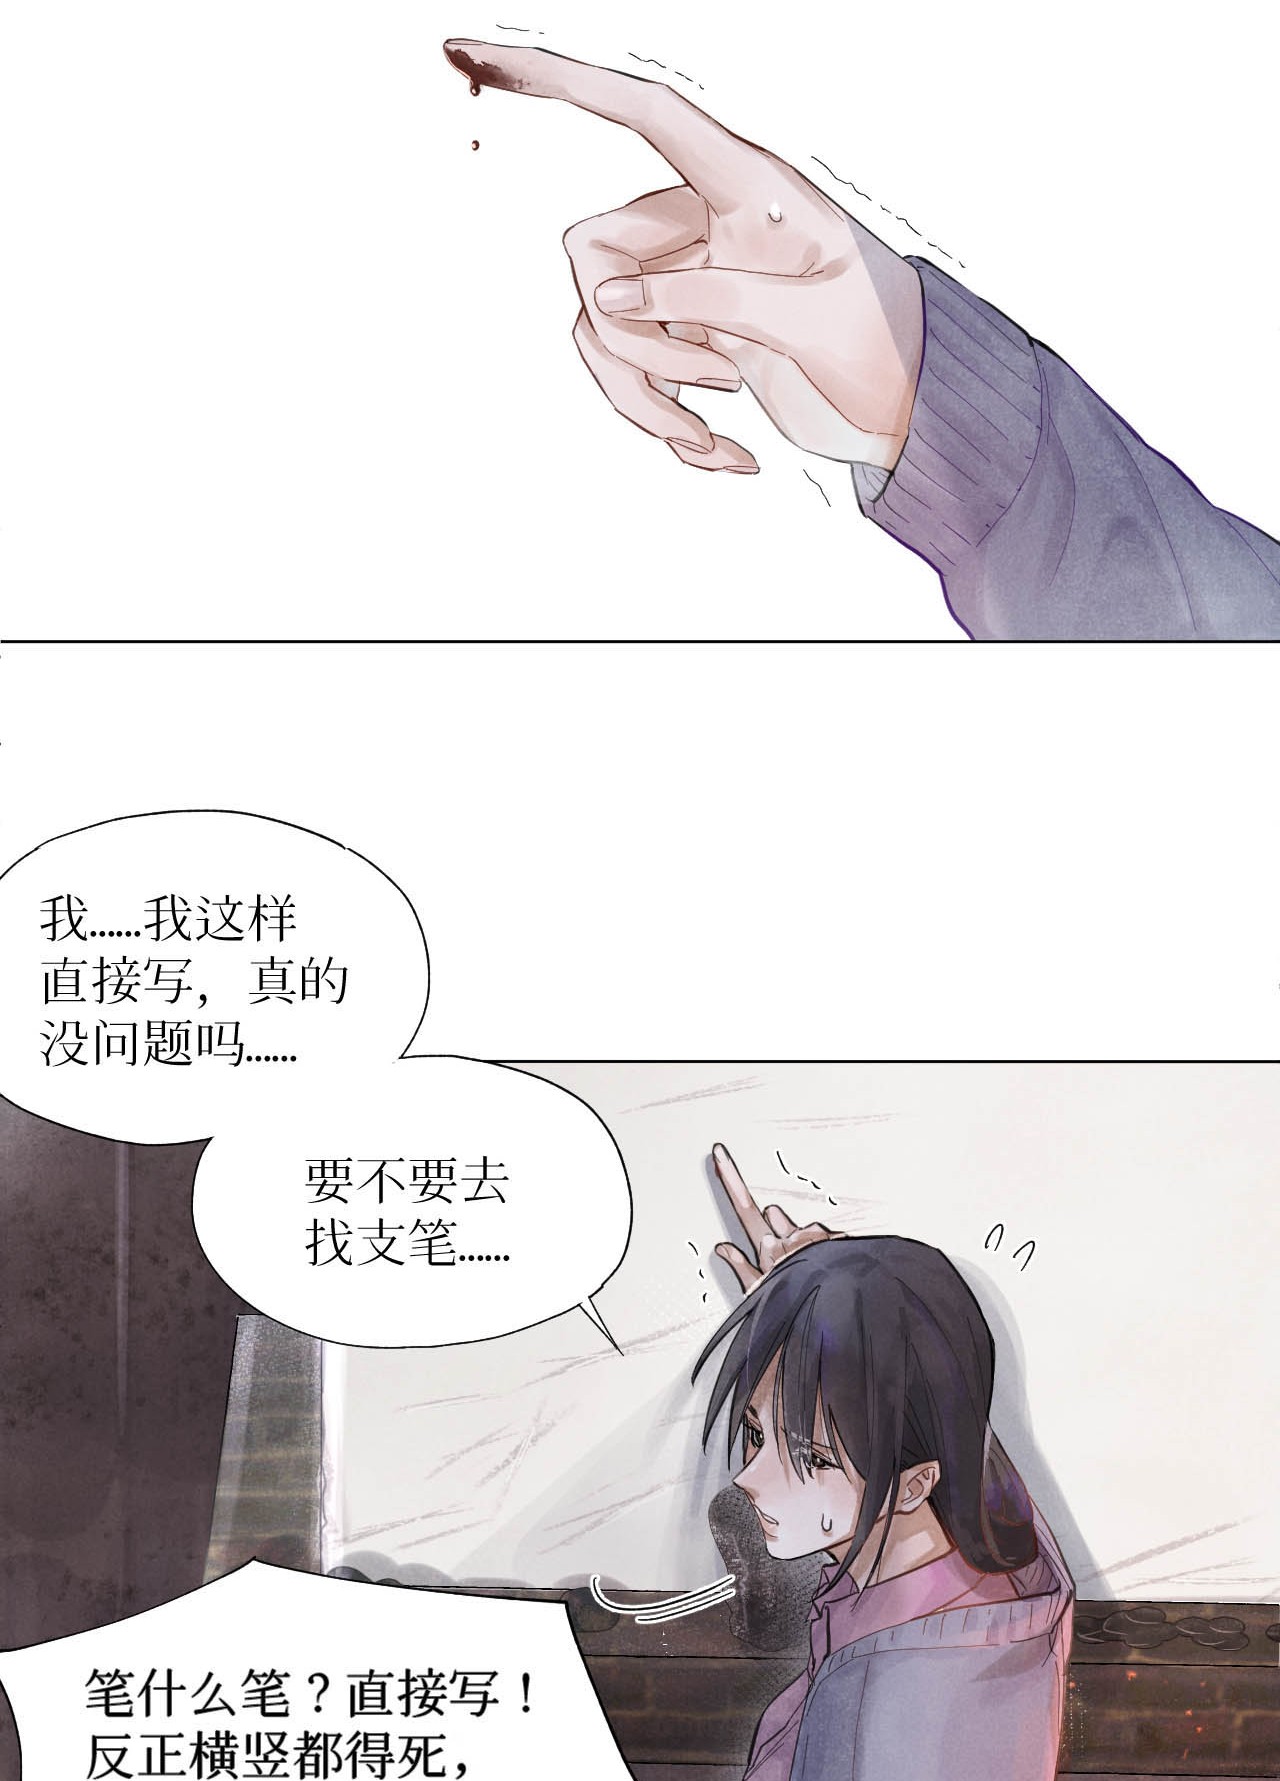 我……我这样
直接写，真的
没问题吗……
要不要去
找支笔……
笔什么笔？直接写！
反正横竖都得死，